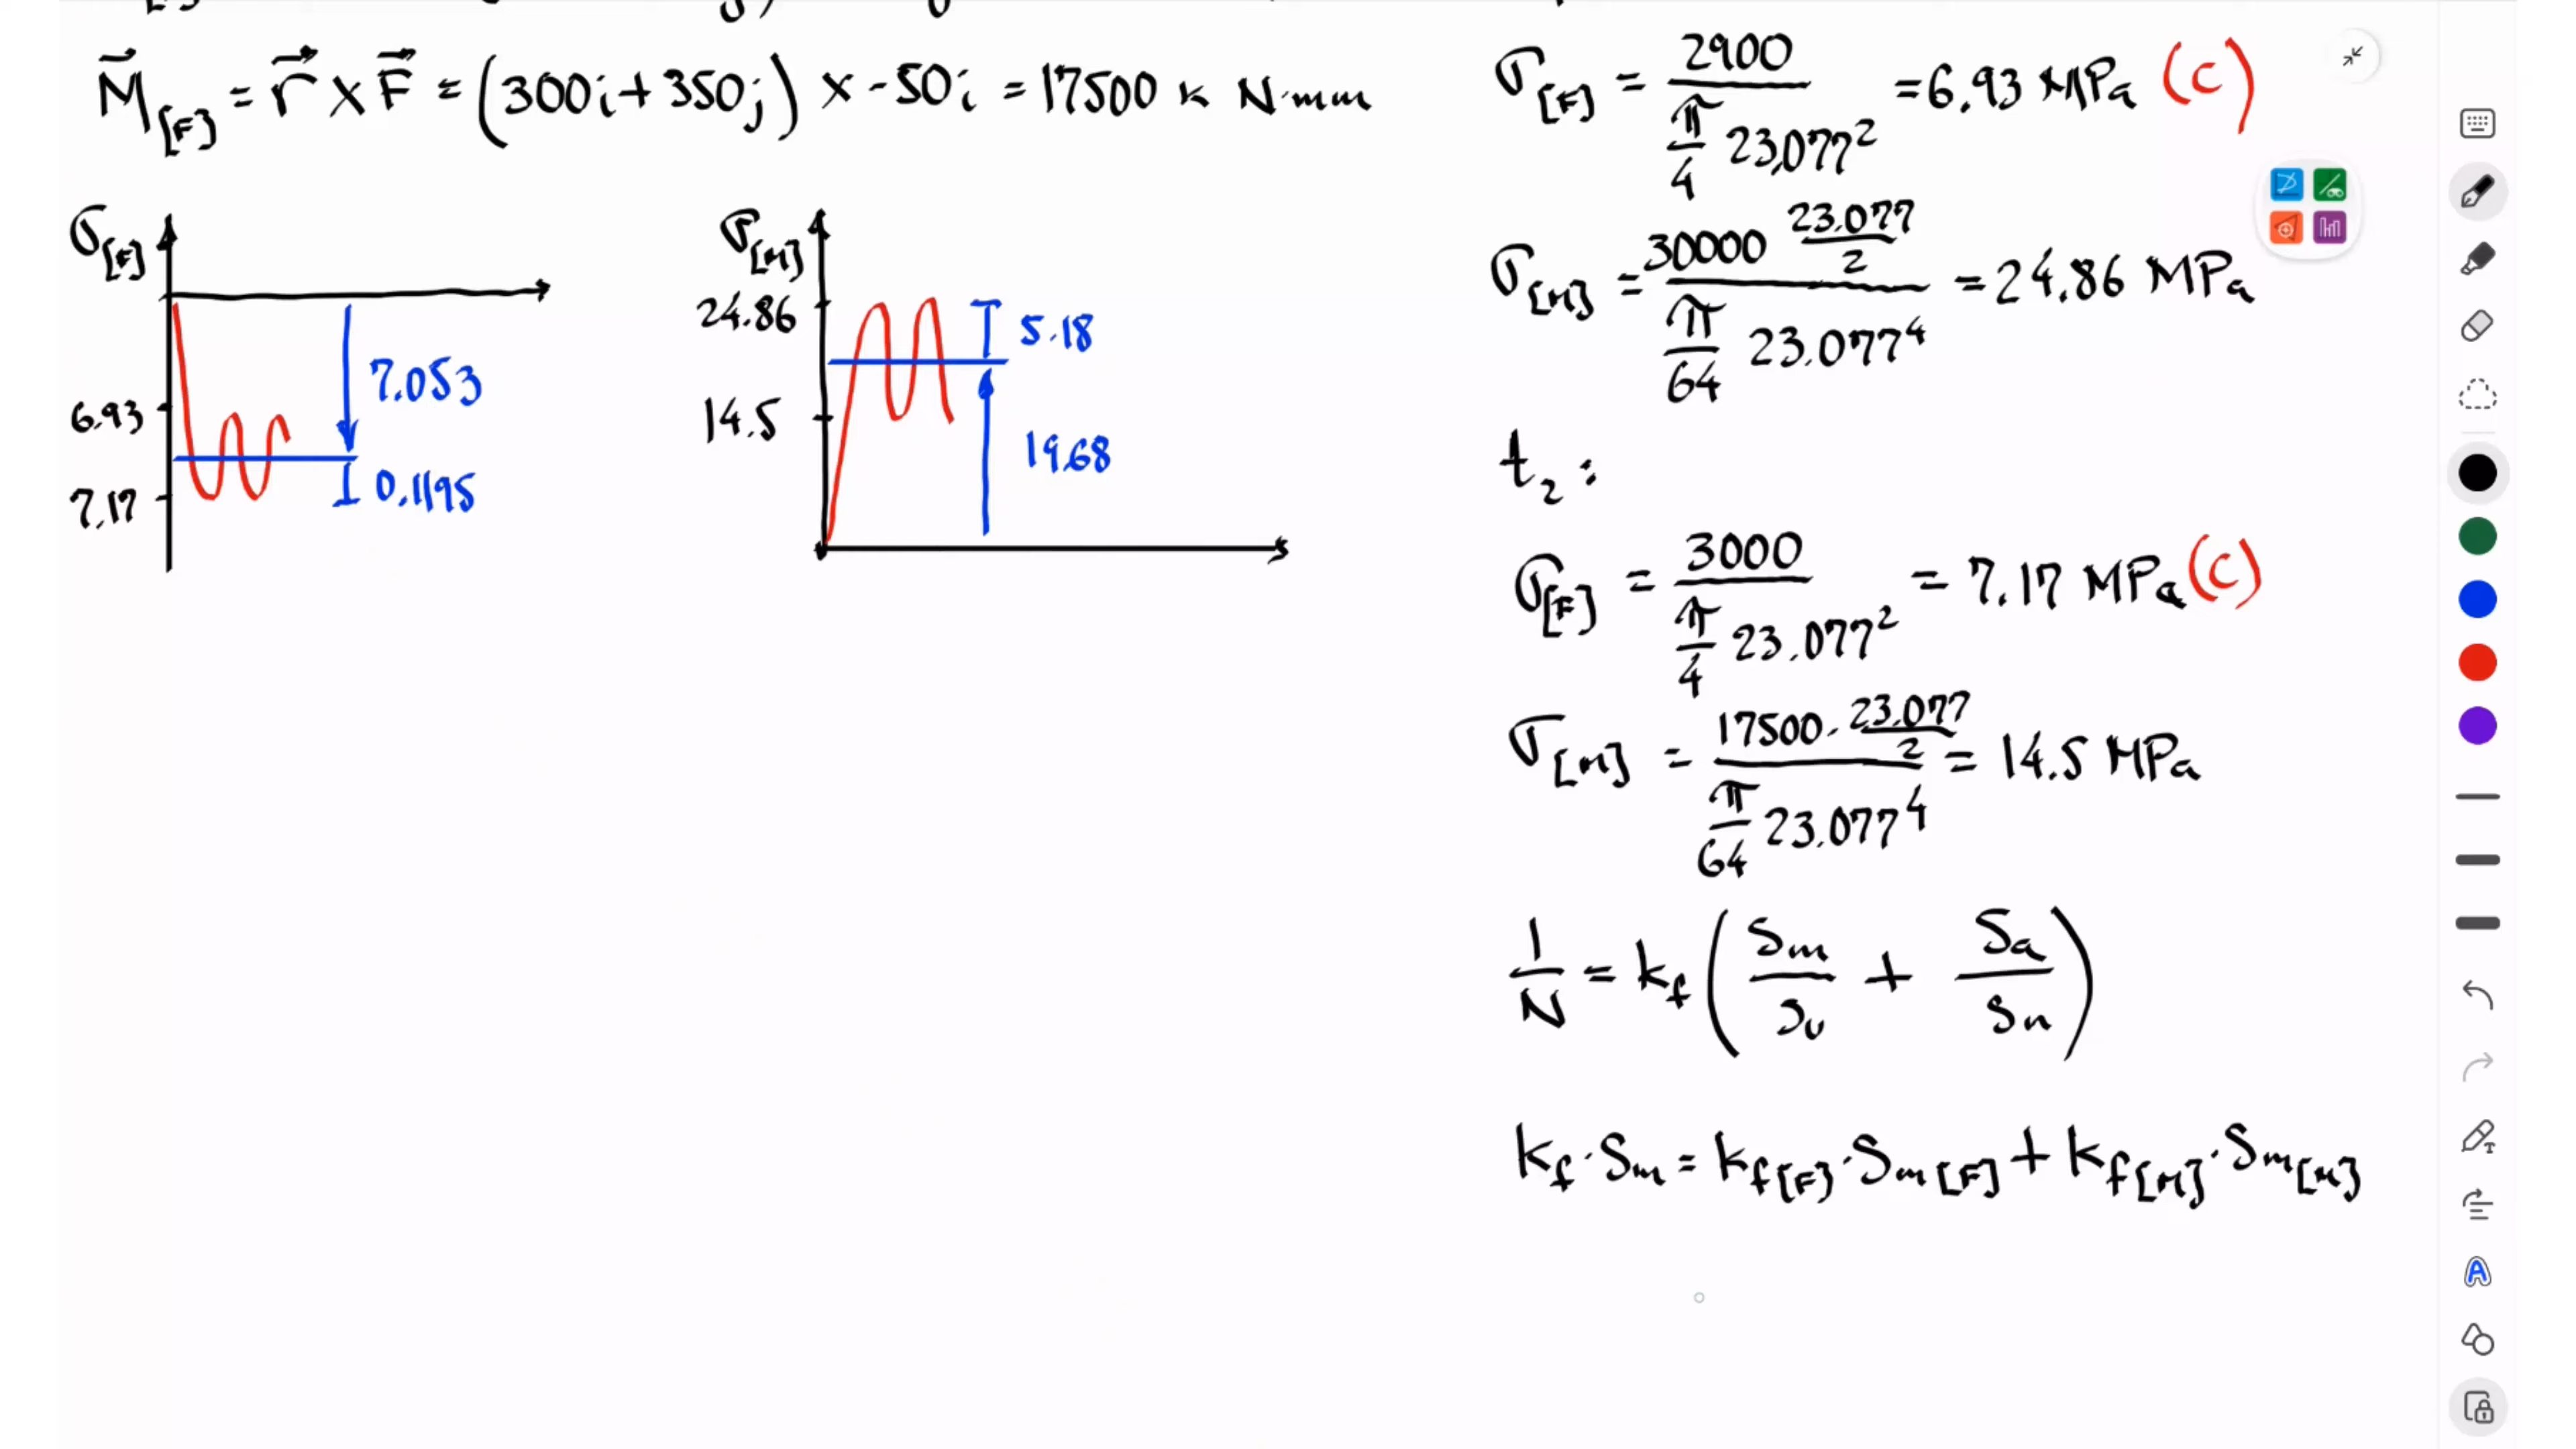 M⃗[F] = r⃗ × F⃗ = (300i + 350j) × -50i = 17500 k N·mm
σ[F]
6.93
7.17
7.053
0.1195
σ[M]
24.86
14.5
5.18
19.68
σ[F] = 2900 / (π/4 23,077²) = 6.93 MPa (C)
σ[M] = 30000 23.077/2 / (π/64 23.077⁴) = 24.86 MPa
t₂:
σ[F] = 3000 / (π/4 23.077²) = 7.17 MPa (C)
σ[M] = 17500 · 23.077/2 / (π/64 23.077⁴) = 14.5 MPa
1/N = kf (Sm/Su + Sa/Sn)
kf · Sm = kf[F] · Sm[F] + kf[M] · Sm[M]